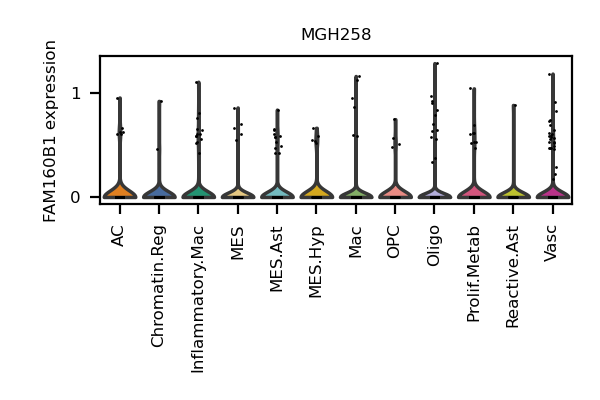 MGH258
FAM160B1 expression
1
0
AC
Chromatin.Reg
Inflammatory.Mac
MES
MES.Ast
MES.Hyp
Mac
OPC
Oligo
Prolif.Metab
Reactive.Ast
Vasc